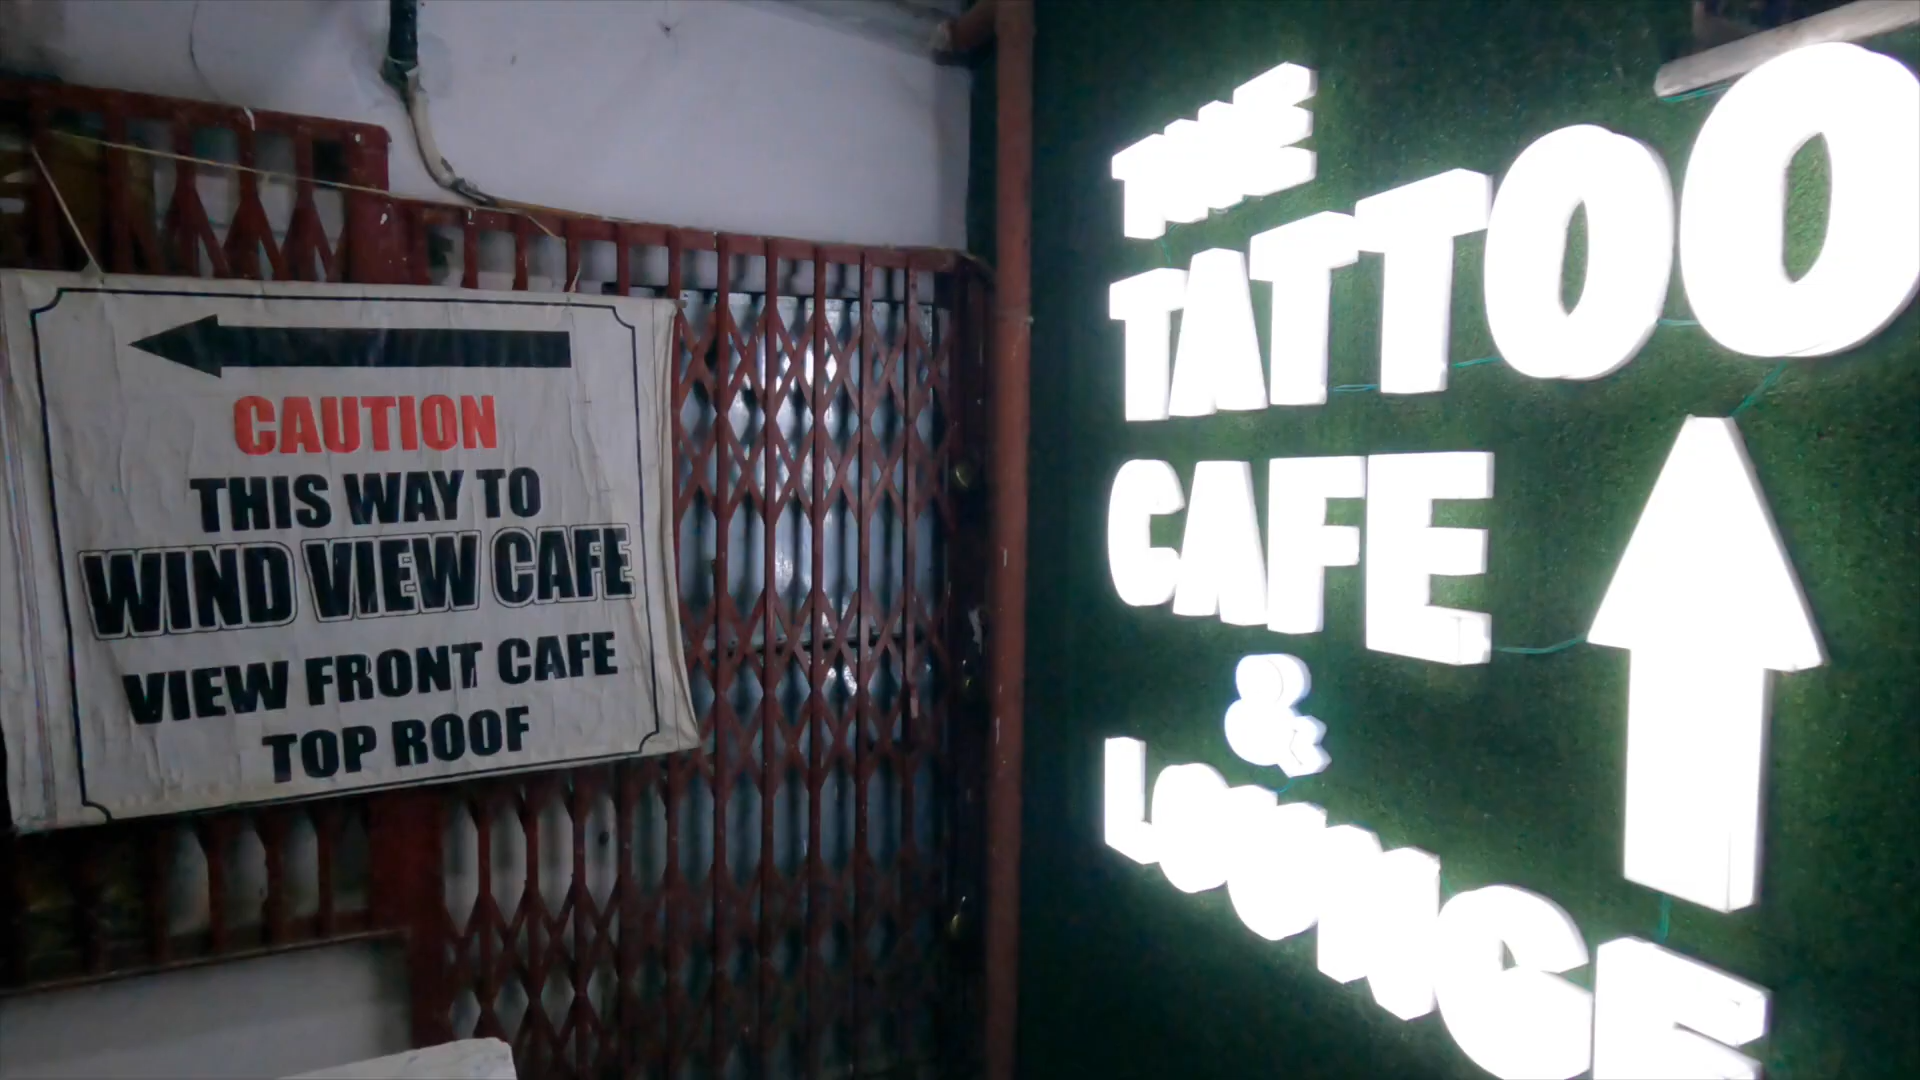 CAUTION
THIS WAY TO
WIND VIEW CAFE
VIEW FRONT CAFE
TOP ROOF
THE
TATTOO
CAFE
&
LOUNGE